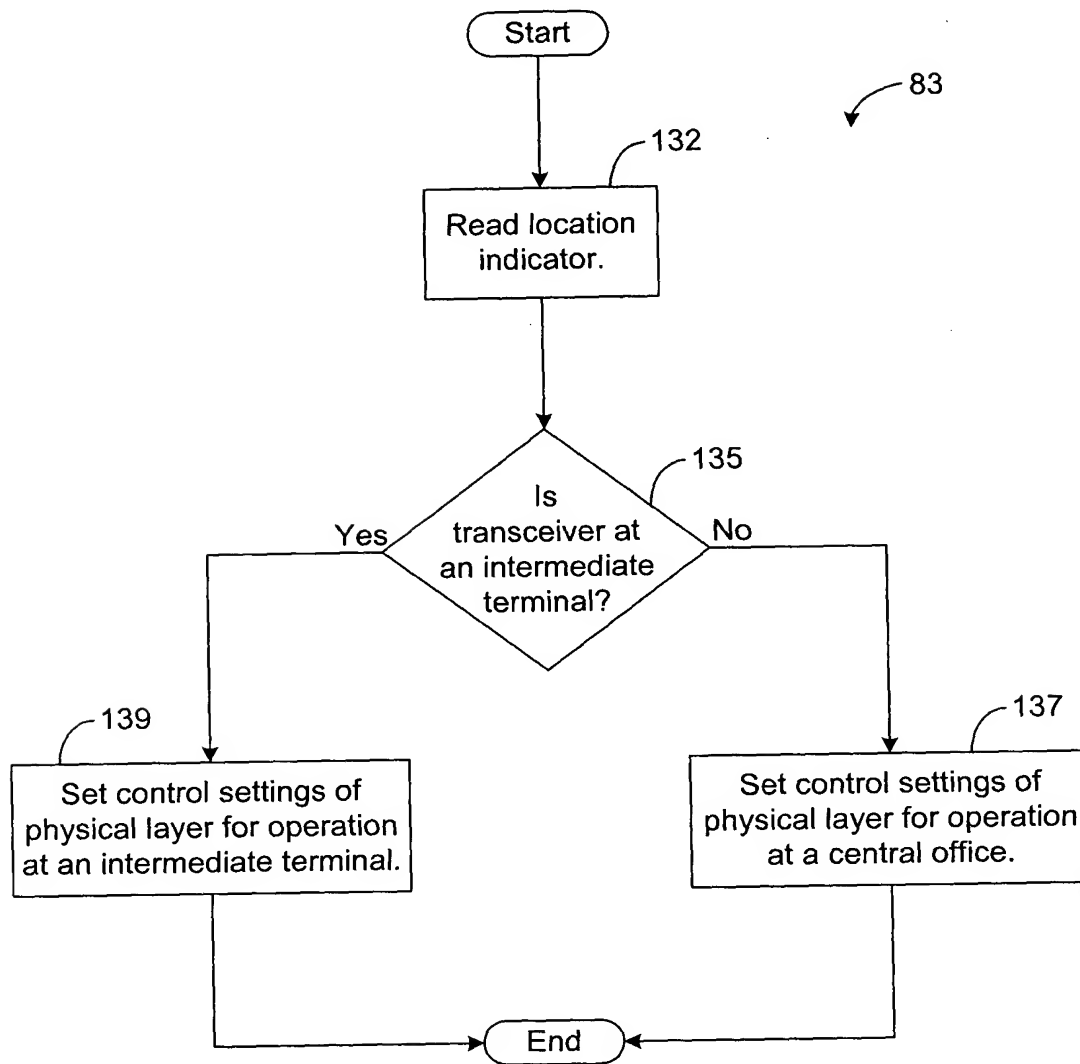 Start
83
132
Read location
indicator.
135
Is
transceiver at
an intermediate
terminal?
Yes
No
139
Set control settings of
physical layer for operation
at an intermediate terminal.
137
Set control settings of
physical layer for operation
at a central office.
End